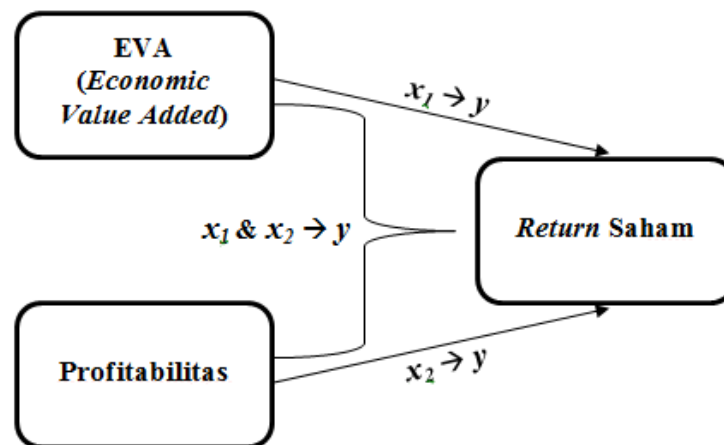 EVA
(Economic
Value Added)
x₁ → y
x₁ & x₂ → y
Return Saham
Profitabilitas
x₂ → y